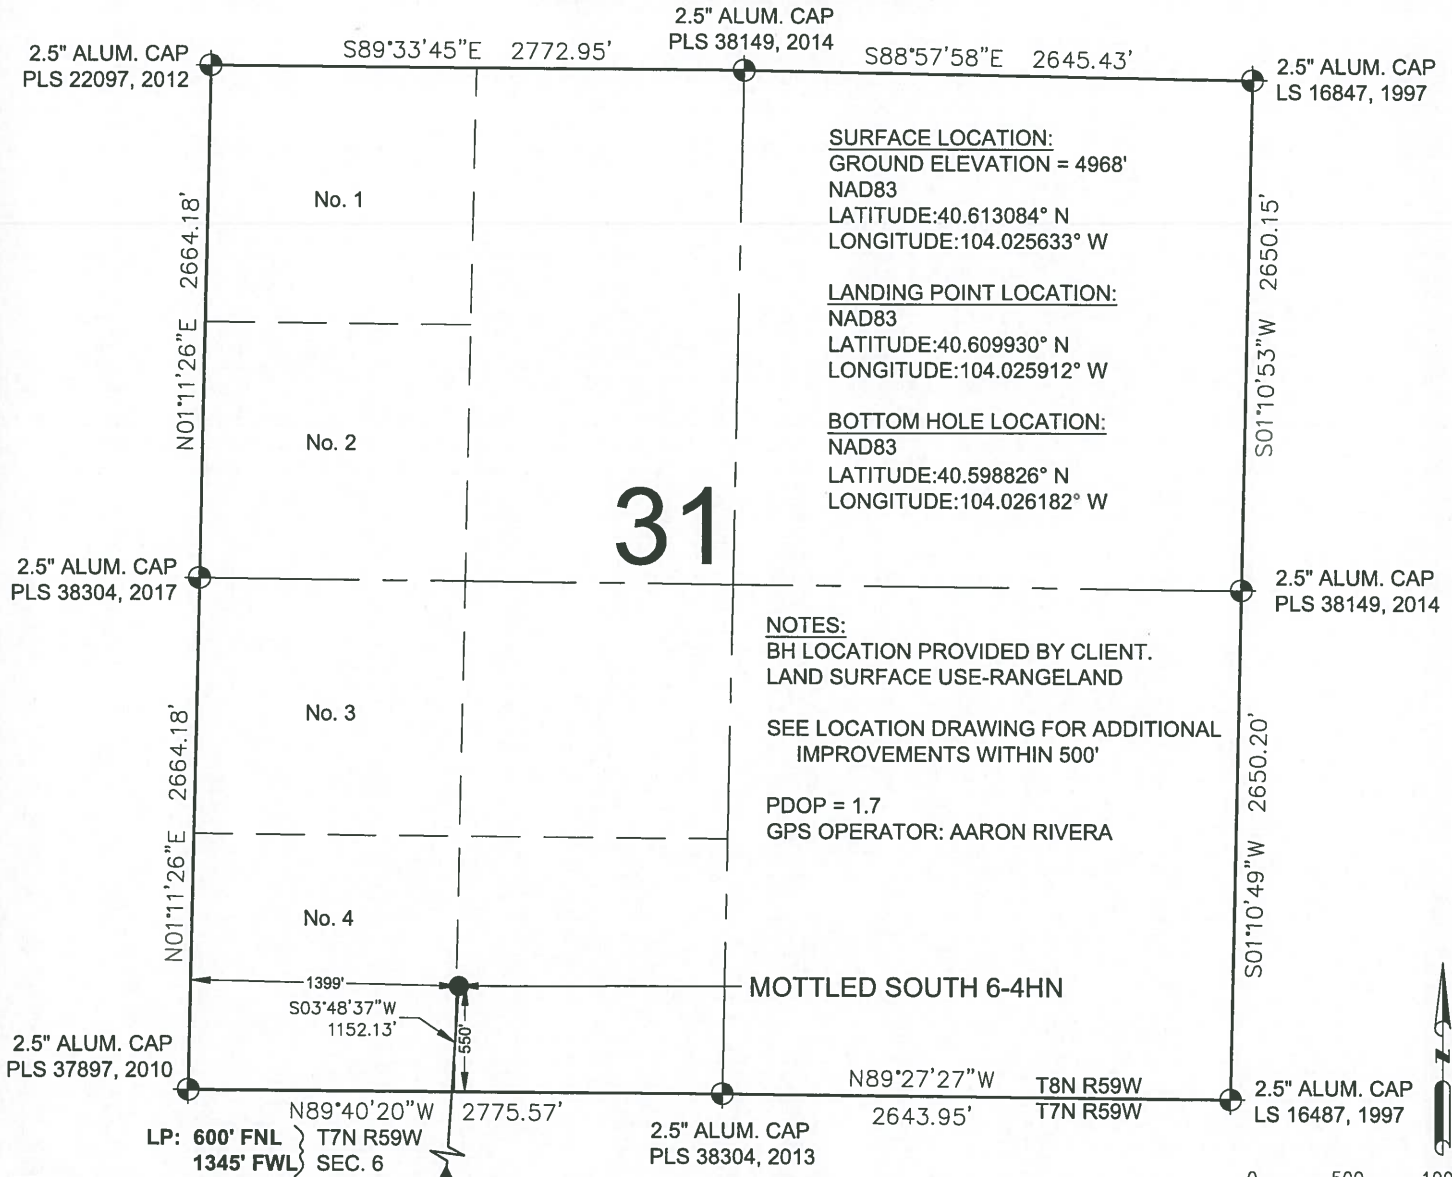 2.5" ALUM. CAP
PLS 38149, 2014
2.5" ALUM. CAP
PLS 22097, 2012
S89°33'45"E 2772.95'
S88°57'58"E 2645.43'
2.5" ALUM. CAP
LS 16847, 1997
SURFACE LOCATION:
GROUND ELEVATION = 4968'
NAD83
LATITUDE:40.613084° N
LONGITUDE:104.025633° W
LANDING POINT LOCATION:
NAD83
LATITUDE:40.609930° N
LONGITUDE:104.025912° W
BOTTOM HOLE LOCATION:
NAD83
LATITUDE:40.598826° N
LONGITUDE:104.026182° W
No. 1
N01°11'26"E 2664.18'
S01°10'53"W 2650.15'
No. 2
31
2.5" ALUM. CAP
PLS 38304, 2017
2.5" ALUM. CAP
PLS 38149, 2014
NOTES:
BH LOCATION PROVIDED BY CLIENT.
LAND SURFACE USE-RANGELAND
SEE LOCATION DRAWING FOR ADDITIONAL
IMPROVEMENTS WITHIN 500'
PDOP = 1.7
GPS OPERATOR: AARON RIVERA
No. 3
N01°11'26"E 2664.18'
S01°10'49"W 2650.20'
No. 4
1399'
S03°48'37"W
1152.13'
550'
MOTTLED SOUTH 6-4HN
2.5" ALUM. CAP
PLS 37897, 2010
N89°40'20"W 2775.57'
N89°27'27"W
2643.95'
T8N R59W
T7N R59W
2.5" ALUM. CAP
LS 16487, 1997
2.5" ALUM. CAP
PLS 38304, 2013
LP: 600' FNL
1345' FWL
T7N R59W
SEC. 6
N
0 500